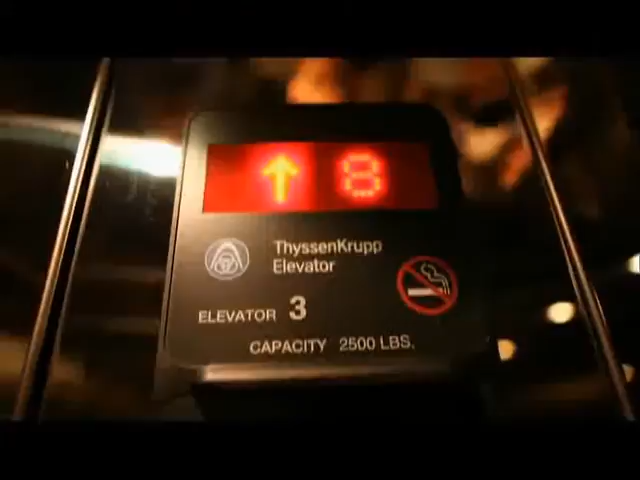 ↑ 8
ThyssenKrupp
Elevator
ELEVATOR 3
CAPACITY 2500 LBS.